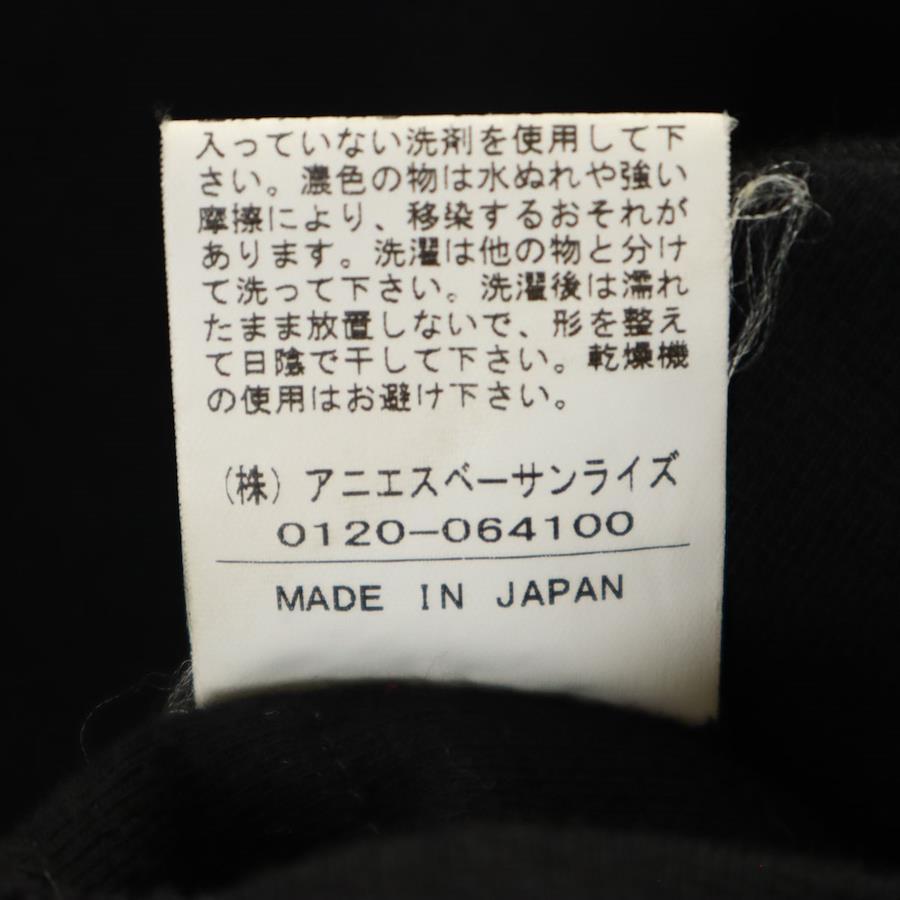 入っていない洗剤を使用して下
さい。濃色の物は水ぬれや強い
摩擦により、移染するおそれが
あります。洗濯は他の物と分け
て洗って下さい。洗濯後は濡れ
たまま放置しないで、形を整え
て日陰で干して下さい。乾燥機
の使用はお避け下さい。
(株) アニエスベーサンライズ
0120-064100
MADE IN JAPAN